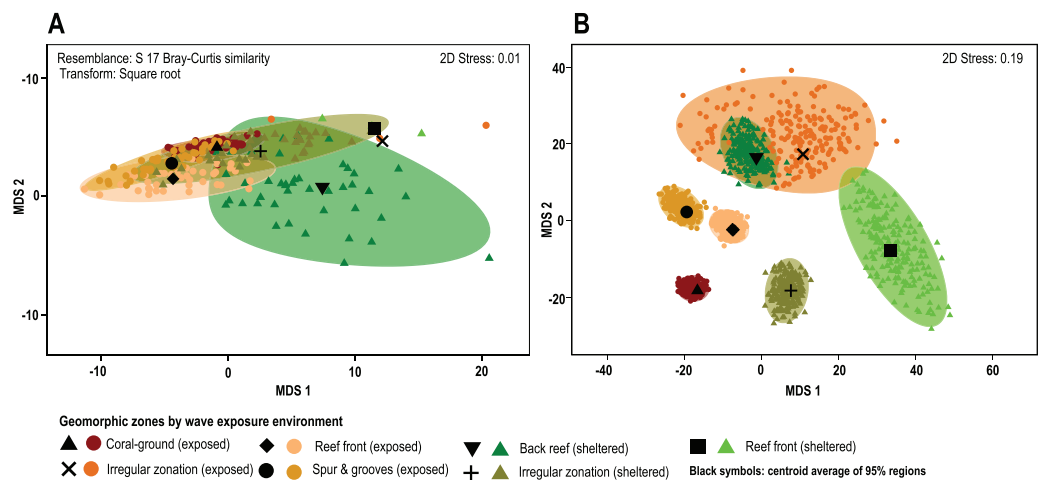 A
B
Resemblance: S 17 Bray-Curtis similarity
2D Stress: 0.01
Transform: Square root
2D Stress: 0.19
-10
0
-10
MDS 2
-10
0
10
20
MDS 1
40
20
0
-20
MDS 2
-40
-20
0
20
40
60
MDS 1
Geomorphic zones by wave exposure environment
Coral-ground (exposed)
Reef front (exposed)
Back reef (sheltered)
Reef front (sheltered)
Irregular zonation (exposed)
Spur & grooves (exposed)
Irregular zonation (sheltered)
Black symbols: centroid average of 95% regions